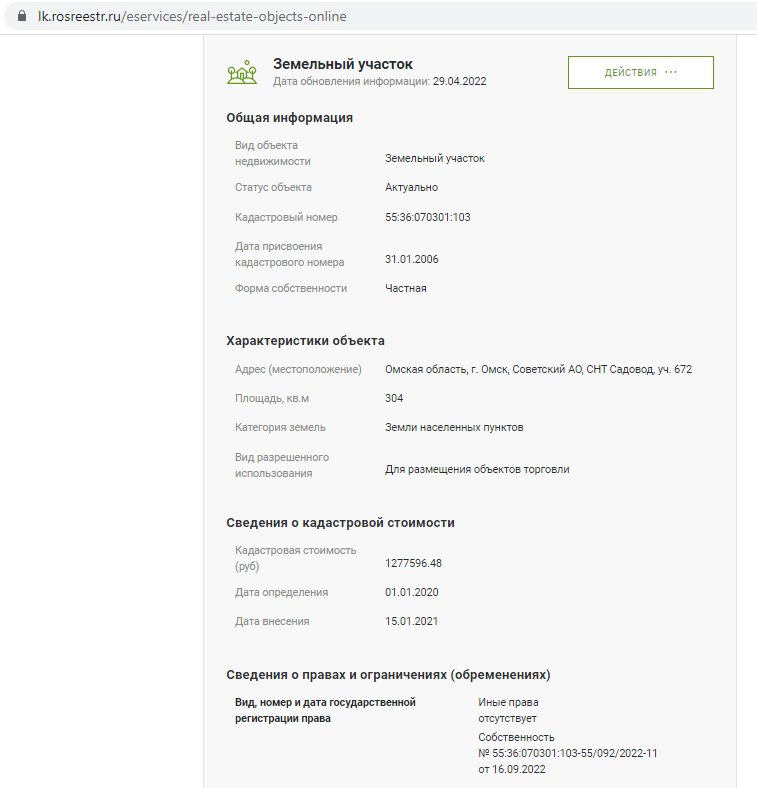 lk.rosreestr.ru/eservices/real-estate-objects-online
Земельный участок
Дата обновления информации: 29.04.2022
ДЕЙСТВИЯ ···
Общая информация
Вид объекта
недвижимости
Земельный участок
Статус объекта
Актуально
Кадастровый номер
55:36:070301:103
Дата присвоения
кадастрового номера
31.01.2006
Форма собственности
Частная
Характеристики объекта
Адрес (местоположение)
Омская область, г. Омск, Советский АО, СНТ Садовод, уч. 672
Площадь, кв.м
304
Категория земель
Земли населенных пунктов
Вид разрешенного
использования
Для размещения объектов торговли
Сведения о кадастровой стоимости
Кадастровая стоимость
(руб)
1277596.48
Дата определения
01.01.2020
Дата внесения
15.01.2021
Сведения о правах и ограничениях (обременениях)
Вид, номер и дата государственной
регистрации права
Иные права
отсутствует
Собственность
№ 55:36:070301:103-55/092/2022-11
от 16.09.2022